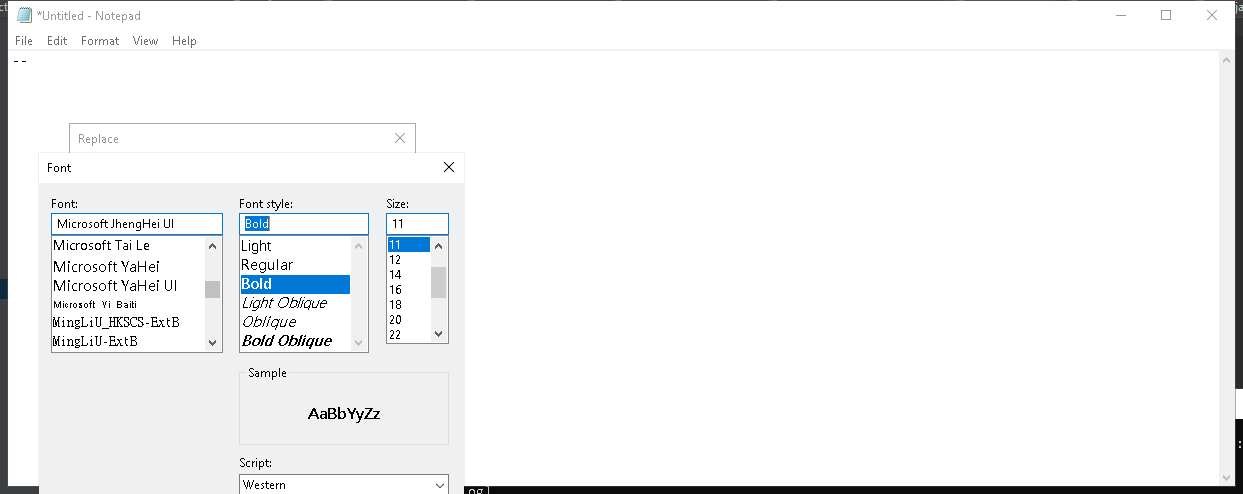 *Untitled - Notepad
File Edit Format View Help
--
Replace
Font
Font: Font style: Size:
Microsoft JhengHei UI Bold 11
Microsoft Tai Le
Microsoft YaHei
Microsoft YaHei UI
Microsoft Yi Baiti
MingLiU_HKSCS-ExtB
MingLiU-ExtB
Light
Regular
Bold
Light Oblique
Oblique
Bold Oblique
11
12
14
16
18
20
22
Sample
AaBbYyZz
Script:
Western